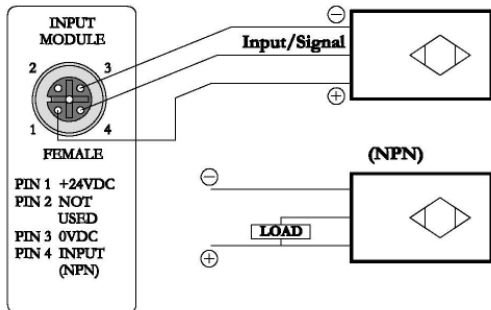 INPUT
MODULE
2 3
1 4
FEMALE
PIN 1 +24VDC
PIN 2 NOT
USED
PIN 3 0VDC
PIN 4 INPUT
(NPN)
−
Input/Signal
+
(NPN)
−
LOAD
+